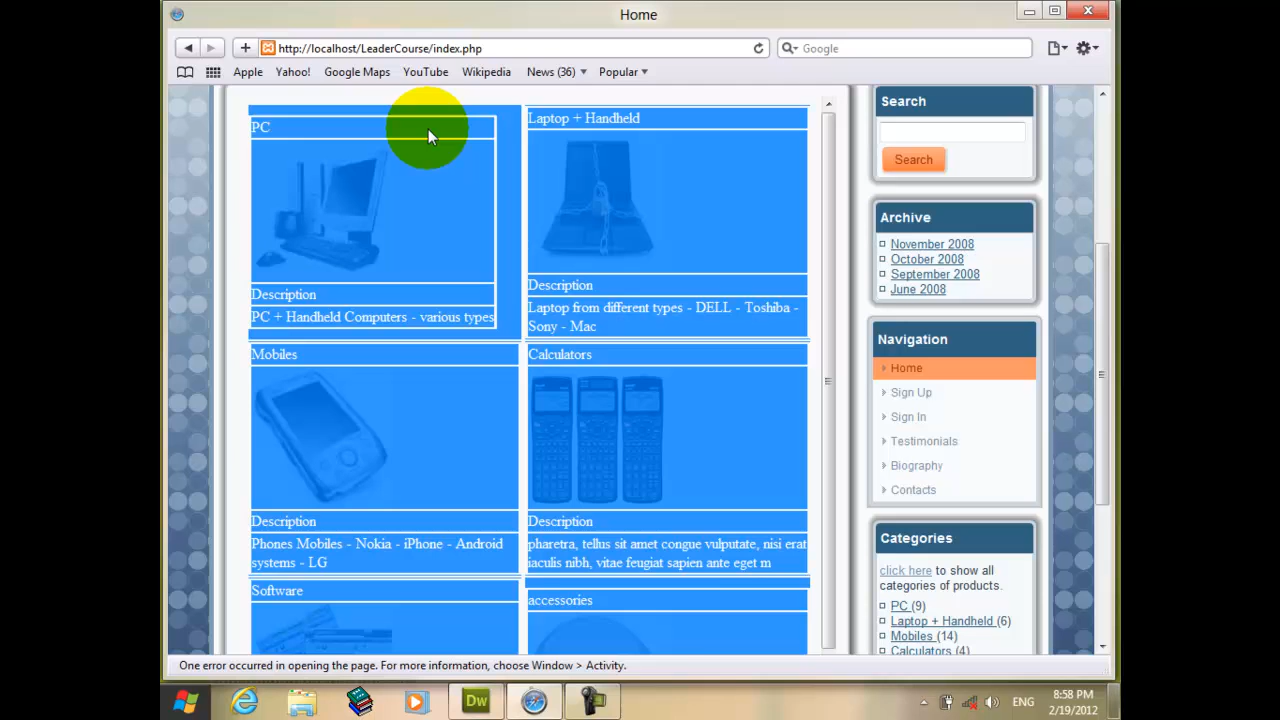 Home
http://localhost/LeaderCourse/index.php
Google
Apple
Yahoo!
Google Maps
YouTube
Wikipedia
News (36)
Popular
PC
Description
PC + Handheld Computers - various types
Laptop + Handheld
Description
Laptop from different types - DELL - Toshiba -
Sony - Mac
Mobiles
Description
Phones Mobiles - Nokia - iPhone - Android
systems - LG
Calculators
Description
pharetra, tellus sit amet congue vulputate, nisi erat
iaculis nibh, vitae feugiat sapien ante eget m
Software
accessories
Search
Search
Archive
November 2008
October 2008
September 2008
June 2008
Navigation
Home
Sign Up
Sign In
Testimonials
Biography
Contacts
Categories
click here to show all
categories of products.
PC (9)
Laptop + Handheld (6)
Mobiles (14)
Calculators (4)
One error occurred in opening the page. For more information, choose Window > Activity.
Dw
ENG
8:58 PM
2/19/2012